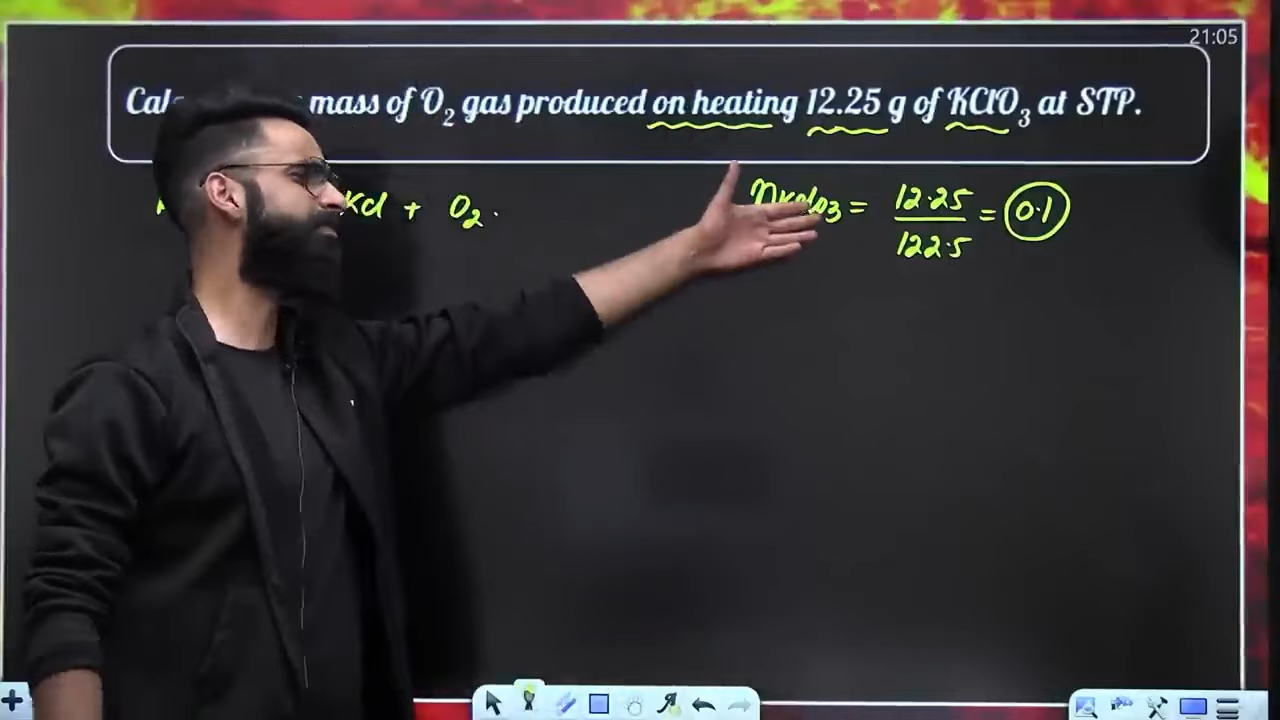 21:05
mass of O₂ gas produced on heating 12.25 g of KClO₃ at STP.
KCl + O₂.
nKClO₃ = 12.25 / 122.5 = 0.1